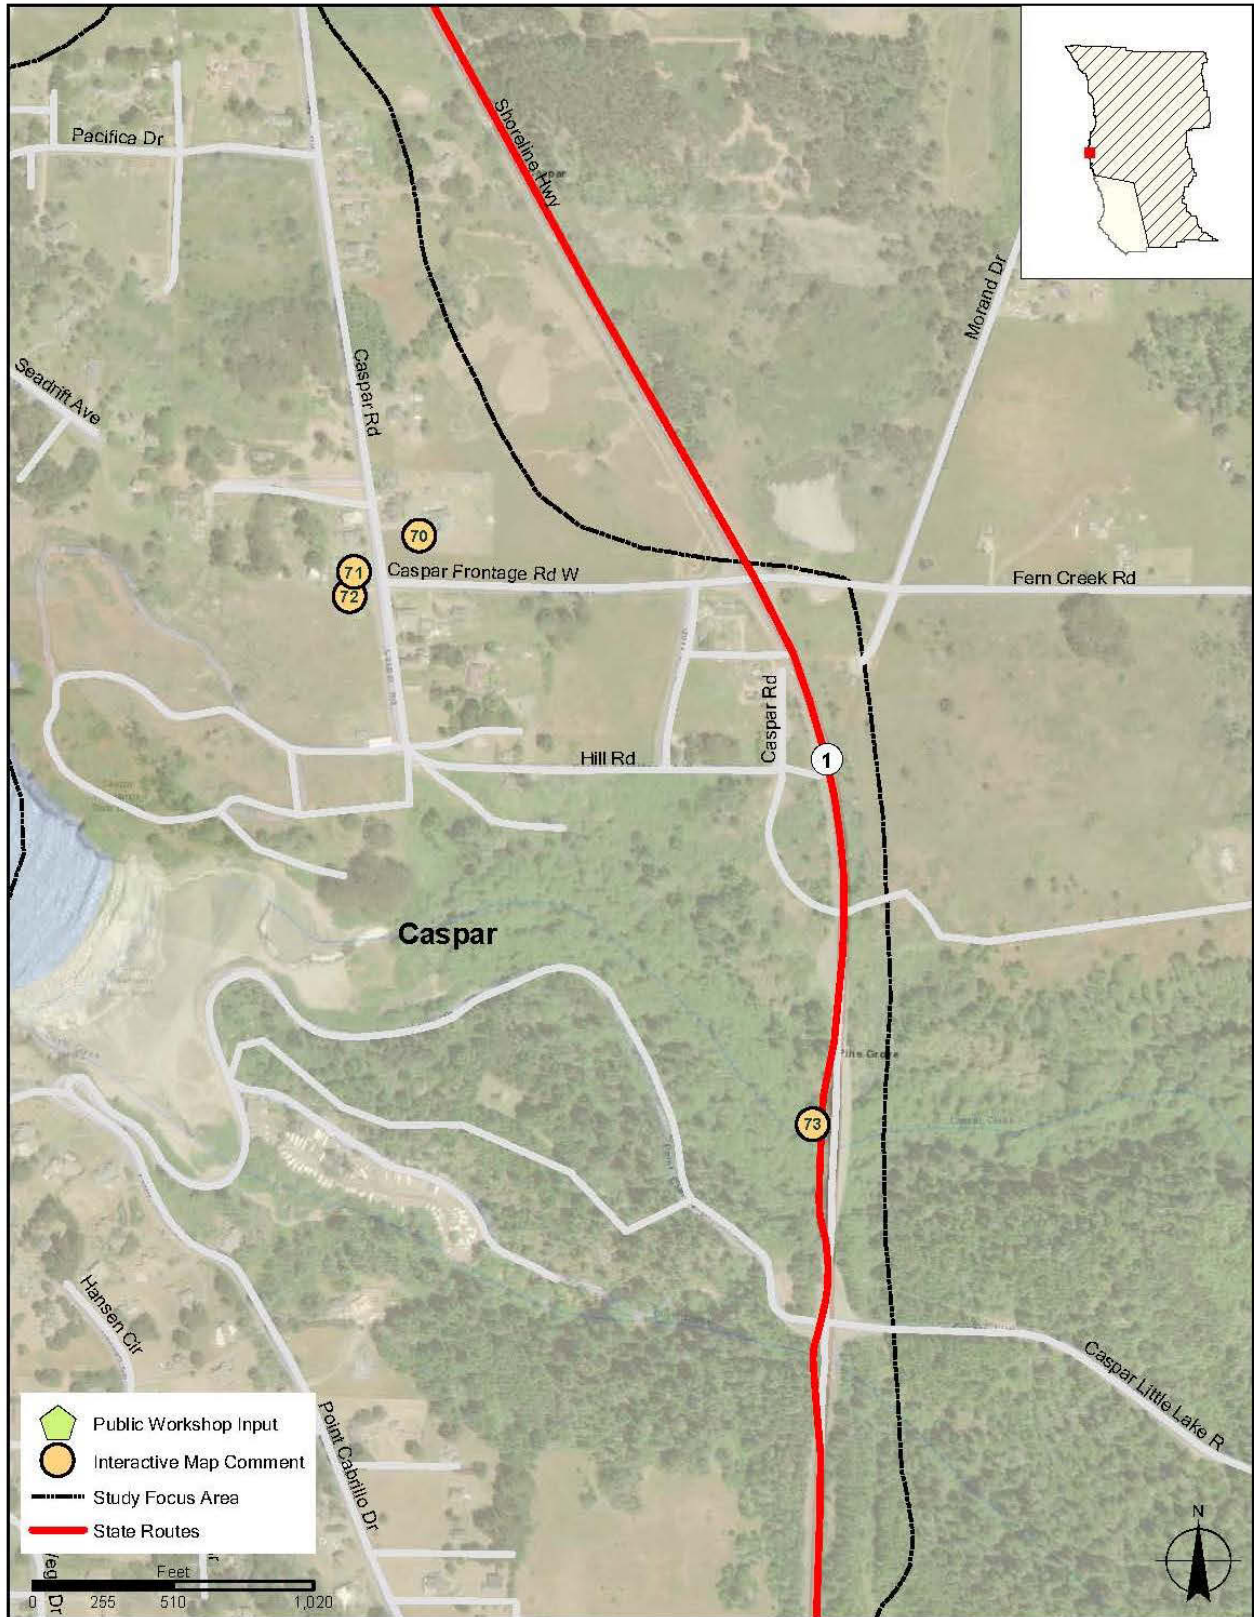 Shoreline Hwy
Pacifica Dr
Morand Dr
Seadrift Ave
Caspar Rd
70
71
72
Caspar Frontage Rd W
Fern Creek Rd
Caspar Rd
Hill Rd
1
Caspar
Pine Grove
73
Hansen Cir
Caspar Little Lake R
Point Cabrillo Dr
Public Workshop Input
Interactive Map Comment
Study Focus Area
State Routes
Feet
0 255 510 1,020
N